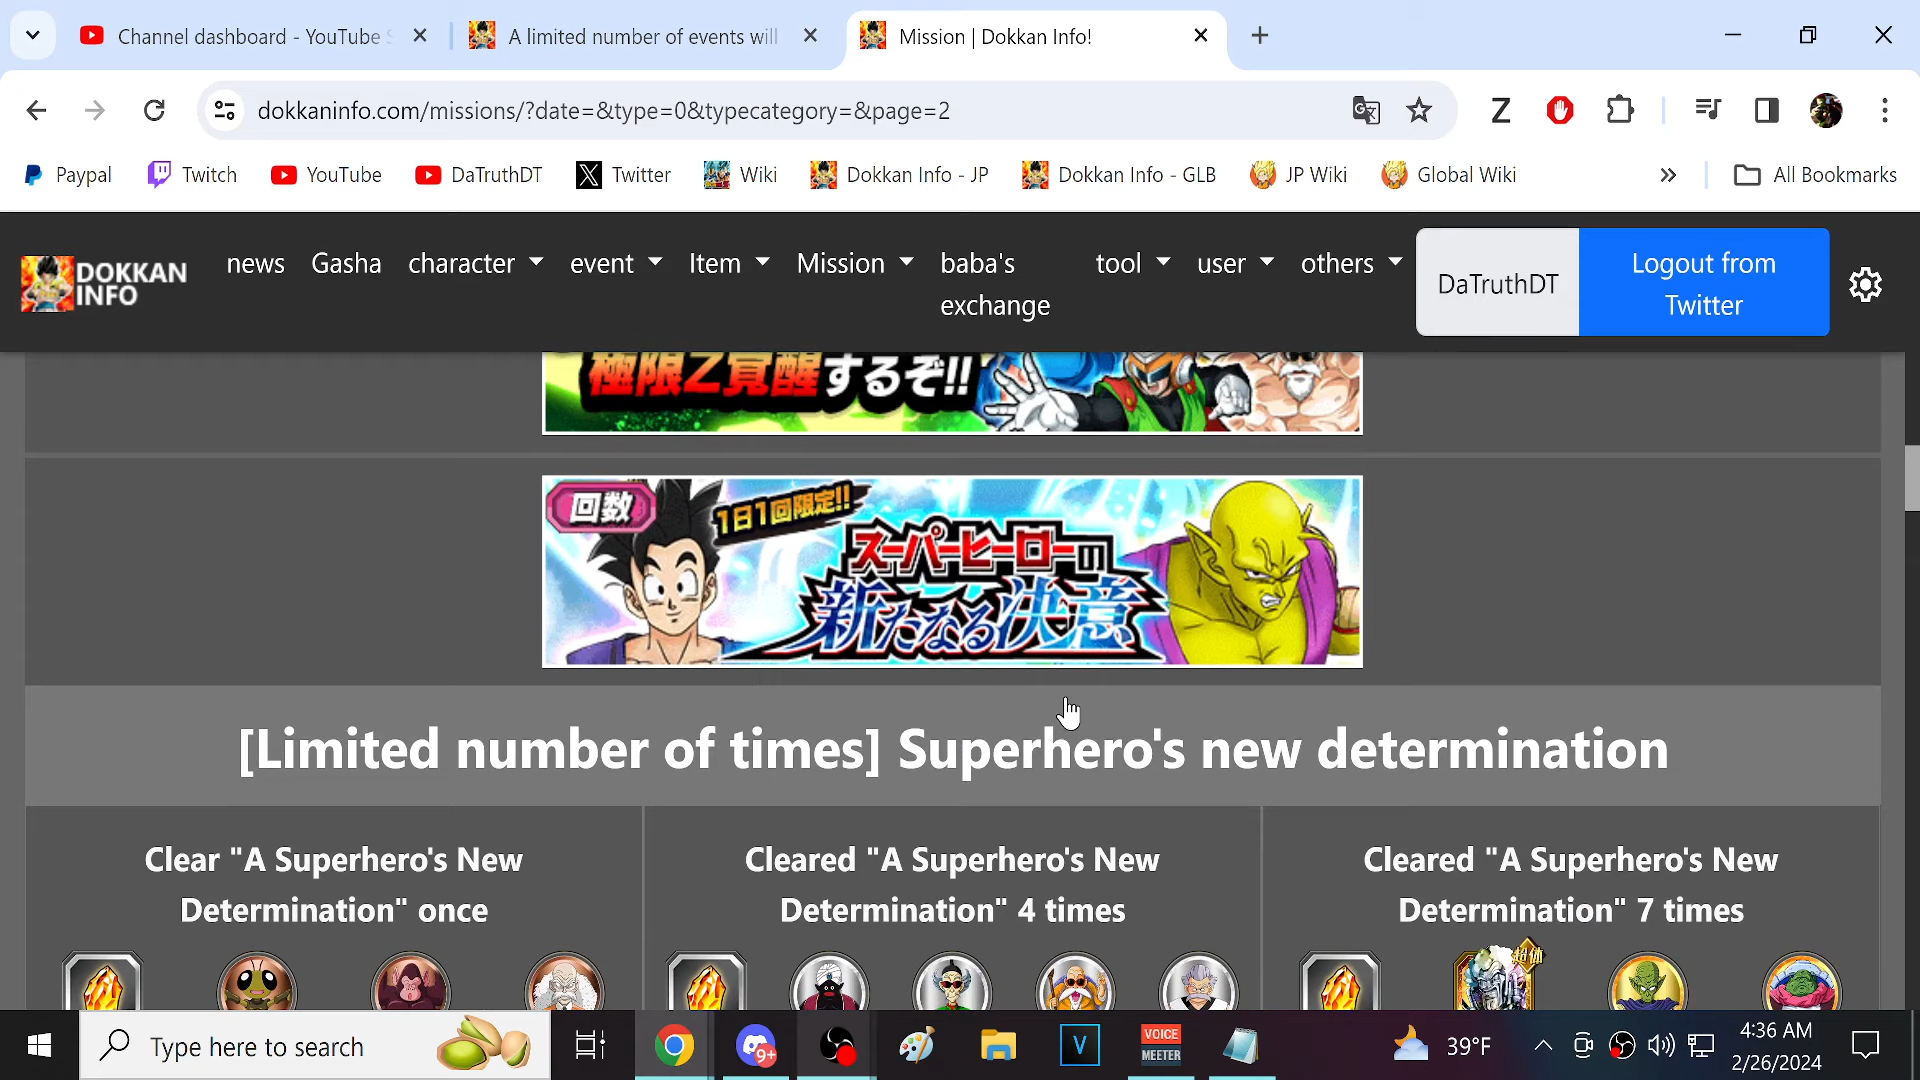 Channel dashboard - YouTube S
A limited number of events will
Mission | Dokkan Info!
dokkaninfo.com/missions/?date=&type=0&typecategory=&page=2
Z
Paypal
Twitch
YouTube
DaTruthDT
Twitter
Wiki
Dokkan Info - JP
Dokkan Info - GLB
JP Wiki
Global Wiki
All Bookmarks
DOKKAN
INFO
news
Gasha
character
event
Item
Mission
baba's
exchange
tool
user
others
DaTruthDT
Logout from
Twitter
極限Z覚醒するぞ!!
回数
1日1回限定!!
スーパーヒーローの
新たなる決意
[Limited number of times] Superhero's new determination
Clear "A Superhero's New
Determination" once
Cleared "A Superhero's New
Determination" 4 times
Cleared "A Superhero's New
Determination" 7 times
超体
Type here to search
9+
V
VOICE
MEETER
39°F
4:36 AM
2/26/2024